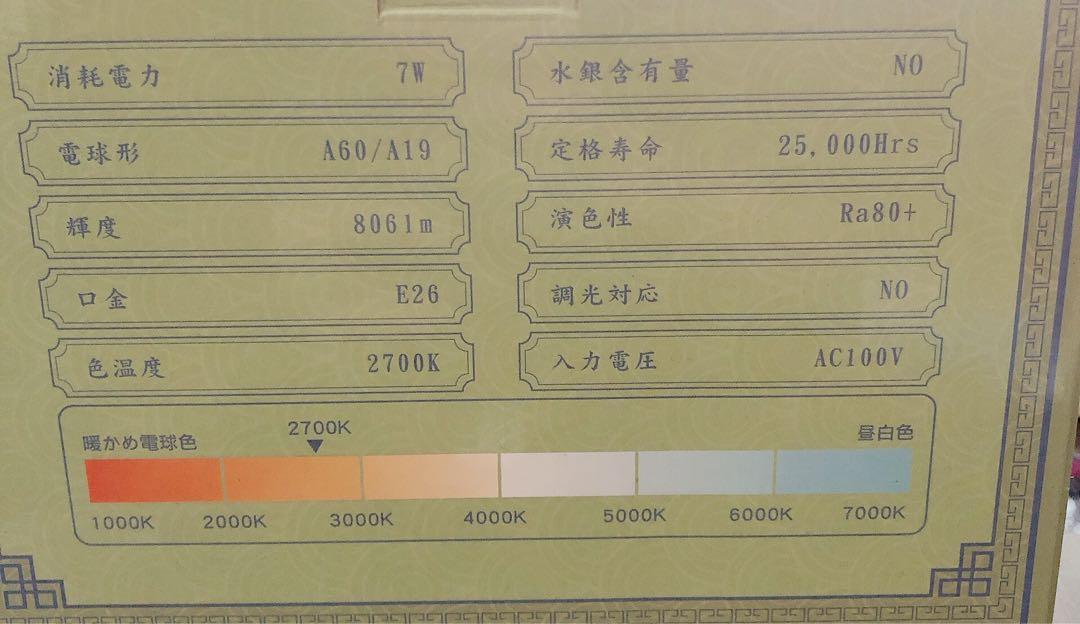 消耗電力 7W
水銀含有量 NO
電球形 A60/A19
定格寿命 25,000Hrs
輝度 806lm
演色性 Ra80+
口金 E26
調光対応 NO
色温度 2700K
入力電圧 AC100V
2700K
暖かめ電球色 昼白色
1000K 2000K 3000K 4000K 5000K 6000K 7000K